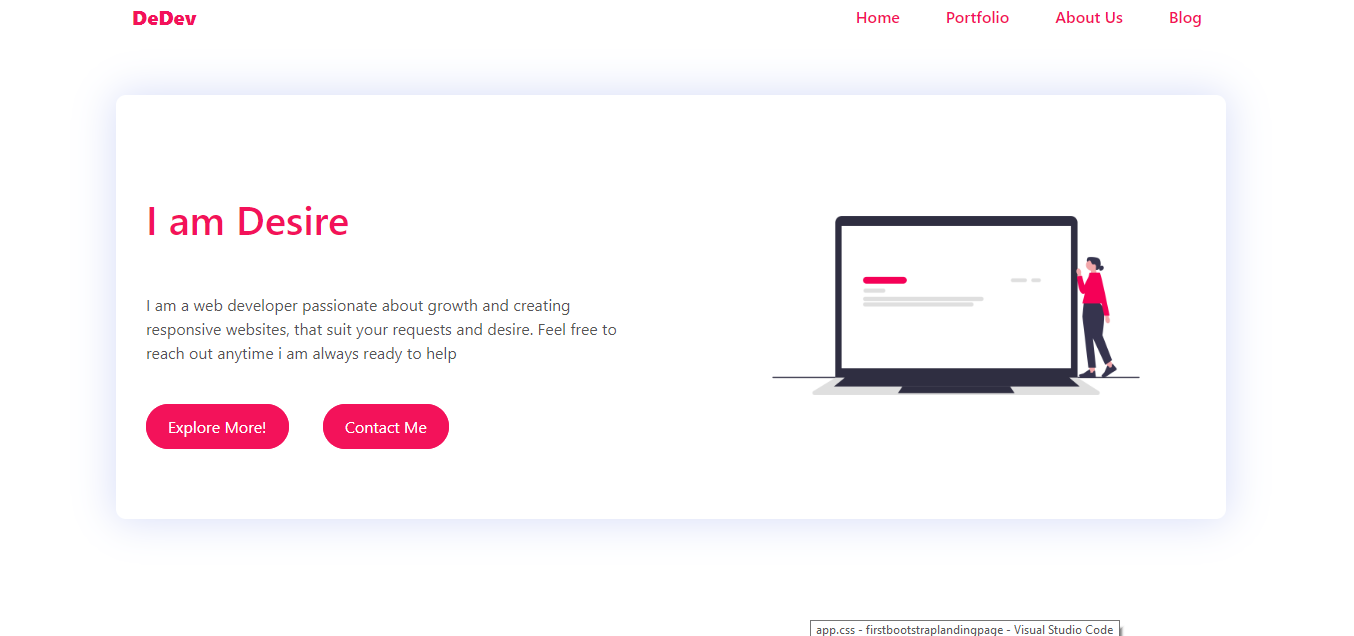 DeDev
Home Portfolio About Us Blog
I am Desire
I am a web developer passionate about growth and creating
responsive websites, that suit your requests and desire. Feel free to
reach out anytime i am always ready to help
Explore More! Contact Me
app.css - firstbootstraplandingpage - Visual Studio Code